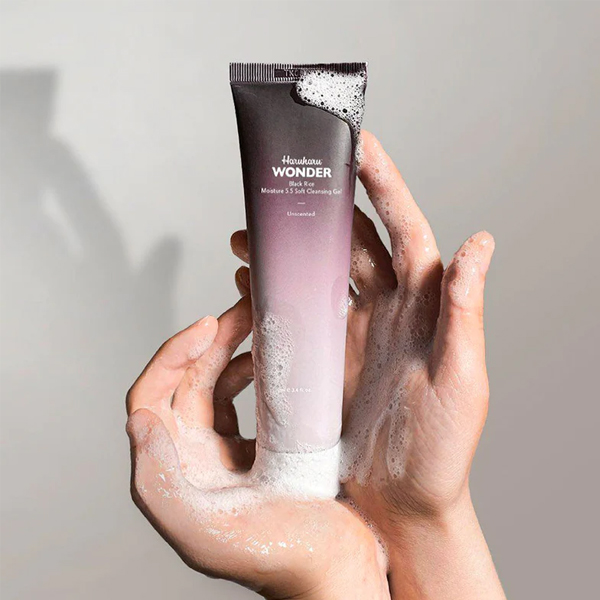 Haruharu
WONDER
Black Rice
Moisture 5.5 Soft Cleansing Gel
Unscented